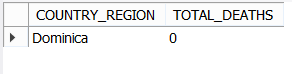 COUNTRY_REGION TOTAL_DEATHS
Dominica 0